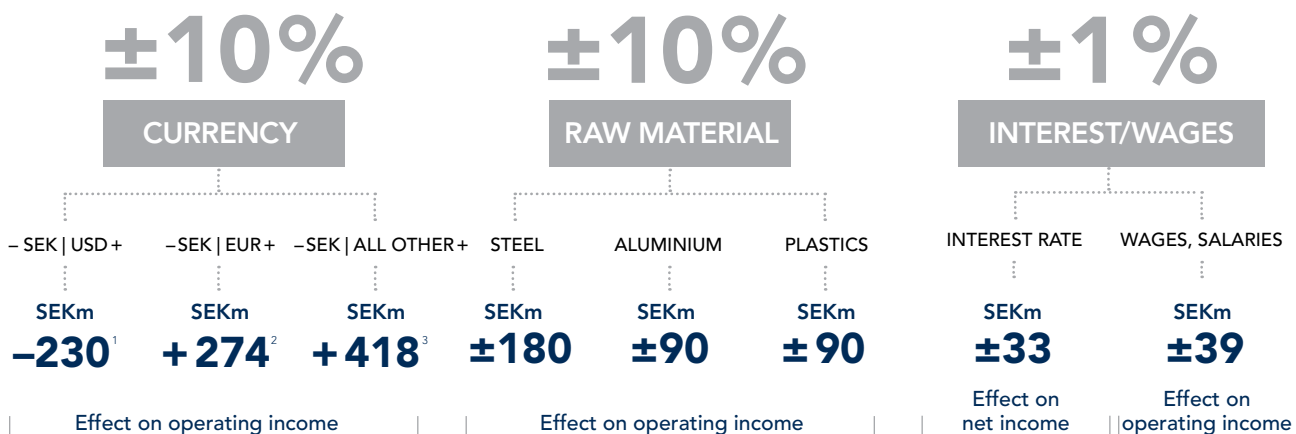 ±10%
CURRENCY
– SEK | USD +
SEKm
–230¹
–SEK | EUR +
SEKm
+ 274²
–SEK | ALL OTHER +
SEKm
+ 418³
Effect on operating income
±10%
RAW MATERIAL
STEEL
SEKm
±180
ALUMINIUM
SEKm
±90
PLASTICS
SEKm
± 90
Effect on operating income
±1%
INTEREST/WAGES
INTEREST RATE
SEKm
±33
Effect on
net income
WAGES, SALARIES
SEKm
±39
Effect on
operating income